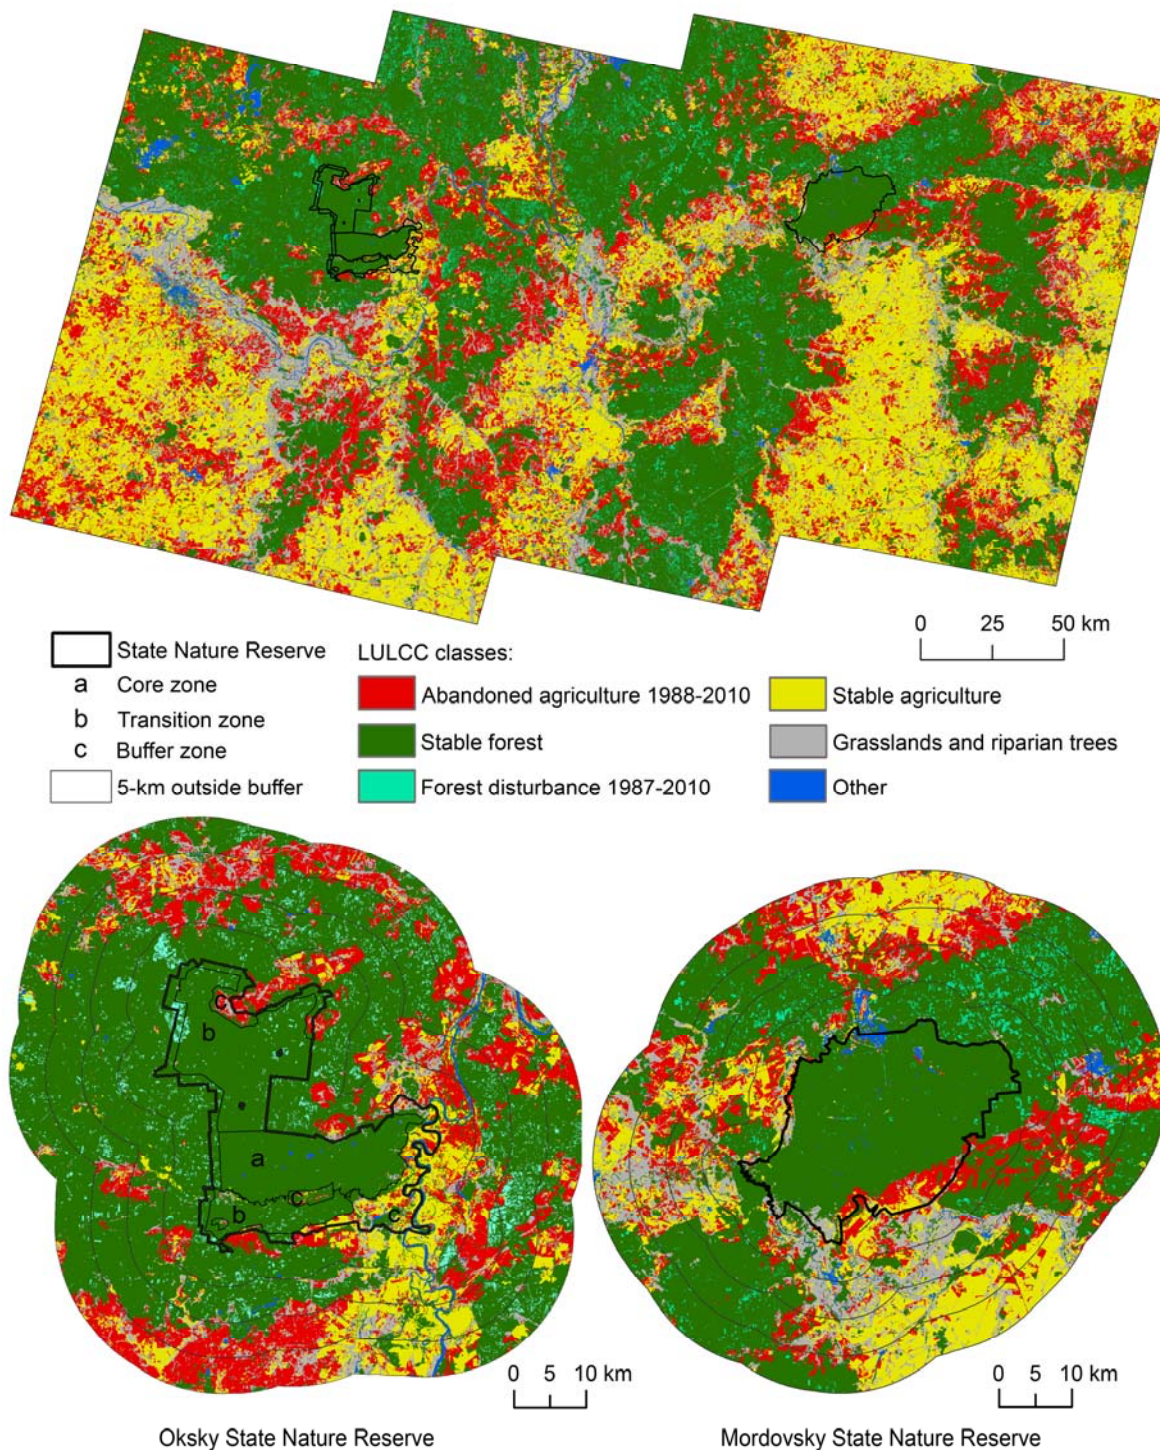 0 25 50 km
State Nature Reserve
a Core zone
b Transition zone
c Buffer zone
5-km outside buffer
LULCC classes:
Abandoned agriculture 1988-2010
Stable forest
Forest disturbance 1987-2010
Stable agriculture
Grasslands and riparian trees
Other
c
b
a
c
b
c
0 5 10 km
Oksky State Nature Reserve
0 5 10 km
Mordovsky State Nature Reserve